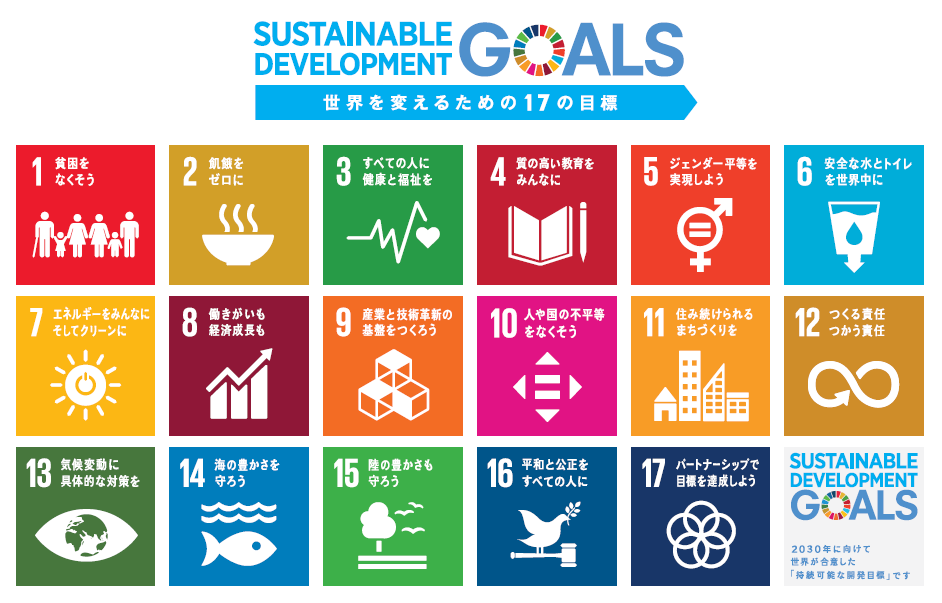 SUSTAINABLE
DEVELOPMENT
GOALS
世界を変えるための17の目標
1
貧困を
なくそう
2
飢餓を
ゼロに
3
すべての人に
健康と福祉を
4
質の高い教育を
みんなに
5
ジェンダー平等を
実現しよう
6
安全な水とトイレ
を世界中に
7
エネルギーをみんなに
そしてクリーンに
8
働きがいも
経済成長も
9
産業と技術革新の
基盤をつくろう
10
人や国の不平等
をなくそう
11
住み続けられる
まちづくりを
12
つくる責任
つかう責任
13
気候変動に
具体的な対策を
14
海の豊かさを
守ろう
15
陸の豊かさも
守ろう
16
平和と公正を
すべての人に
17
パートナーシップで
目標を達成しよう
SUSTAINABLE
DEVELOPMENT
GOALS
2030年に向けて
世界が合意した
「持続可能な開発目標」です